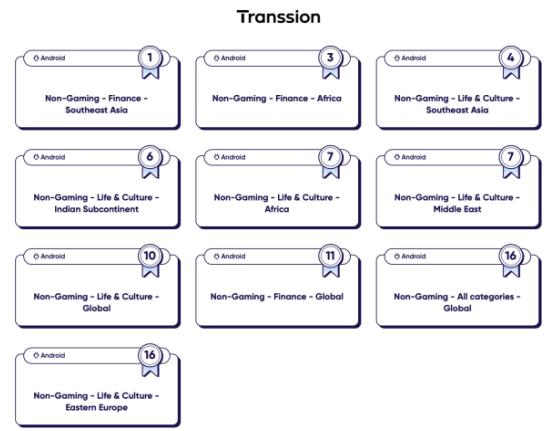 Transsion
Android
1
Non-Gaming - Finance -
Southeast Asia
Android
3
Non-Gaming - Finance - Africa
Android
4
Non-Gaming - Life & Culture -
Southeast Asia
Android
6
Non-Gaming - Life & Culture -
Indian Subcontinent
Android
7
Non-Gaming - Life & Culture -
Africa
Android
7
Non-Gaming - Life & Culture -
Middle East
Android
10
Non-Gaming - Life & Culture -
Global
Android
11
Non-Gaming - Finance - Global
Android
16
Non-Gaming - All categories -
Global
Android
16
Non-Gaming - Life & Culture -
Eastern Europe